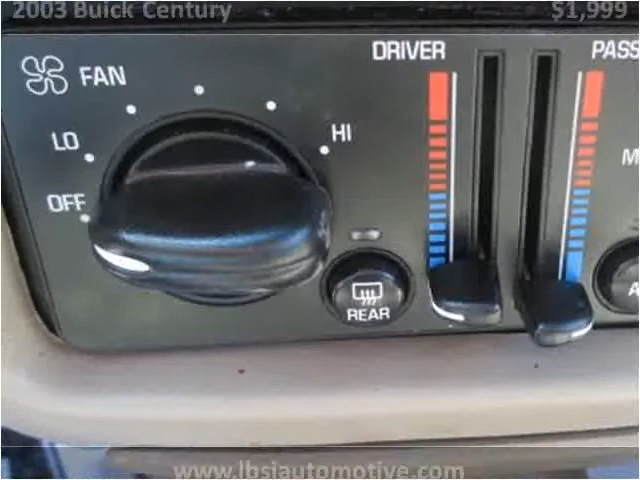 2003 Buick Century
$1,999
DRIVER
PASS
FAN
LO
HI
M
OFF
A
REAR
www.lbsiautomotive.com